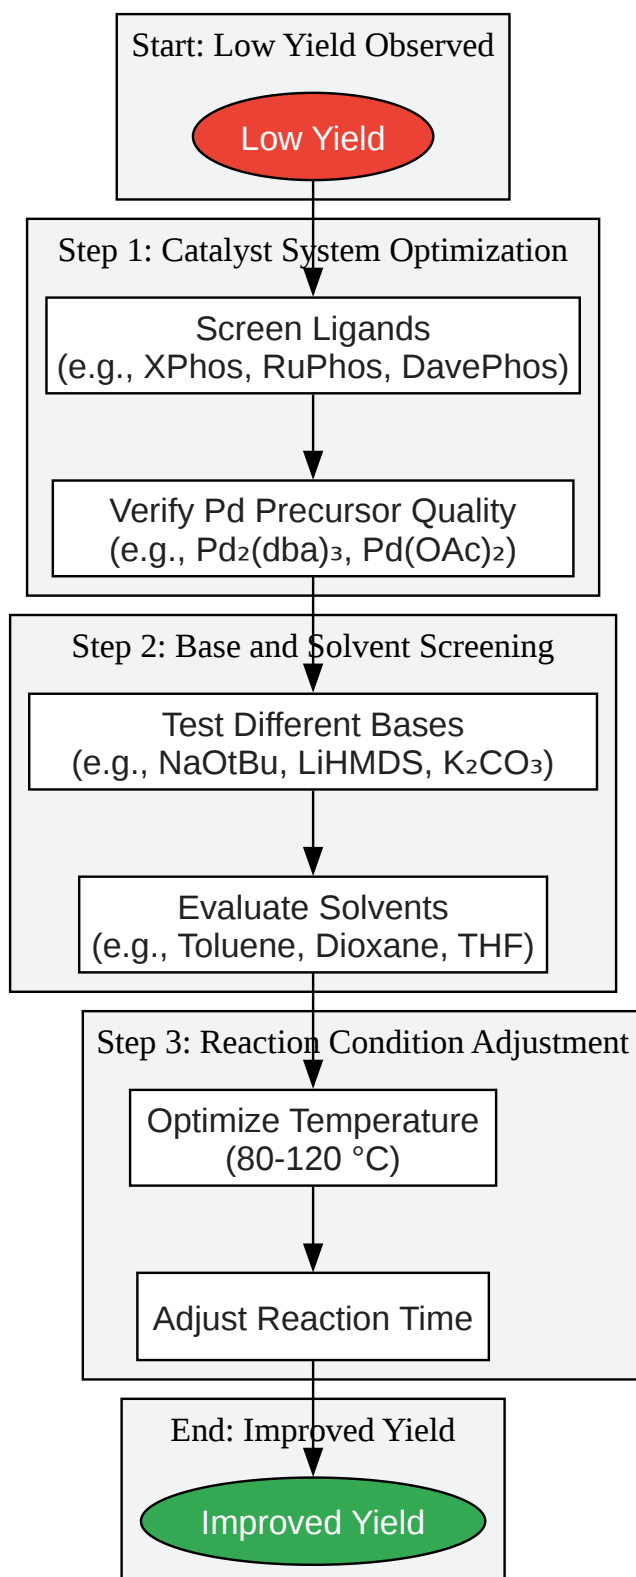 Start: Low Yield Observed
Low Yield
Step 1: Catalyst System Optimization
Screen Ligands
(e.g., XPhos, RuPhos, DavePhos)
Verify Pd Precursor Quality
(e.g., Pd₂(dba)₃, Pd(OAc)₂)
Step 2: Base and Solvent Screening
Test Different Bases
(e.g., NaOtBu, LiHMDS, K₂CO₃)
Evaluate Solvents
(e.g., Toluene, Dioxane, THF)
Step 3: Reaction Condition Adjustment
Optimize Temperature
(80-120 °C)
Adjust Reaction Time
End: Improved Yield
Improved Yield